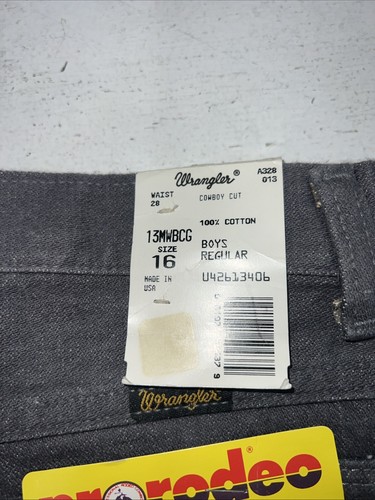 Wrangler®
A328
013
WAIST
28
COWBOY CUT
100% COTTON
13MWBCG
SIZE
16
BOYS
REGULAR
MADE IN
USA
U42613406
Wrangler
prorodeo